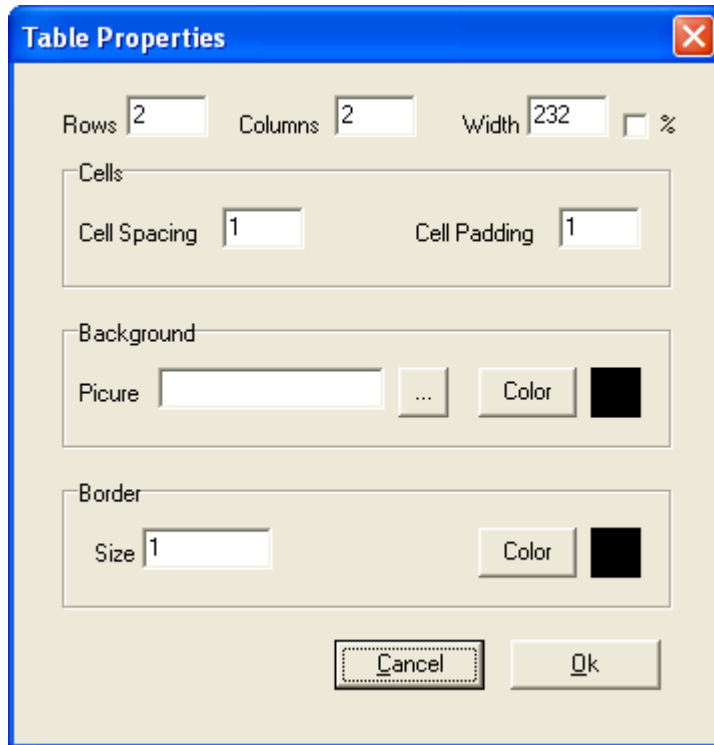 Table Properties
Rows 2 Columns 2 Width 232 %
Cells
Cell Spacing 1 Cell Padding 1
Background
Picure ... Color
Border
Size 1 Color
Cancel Ok